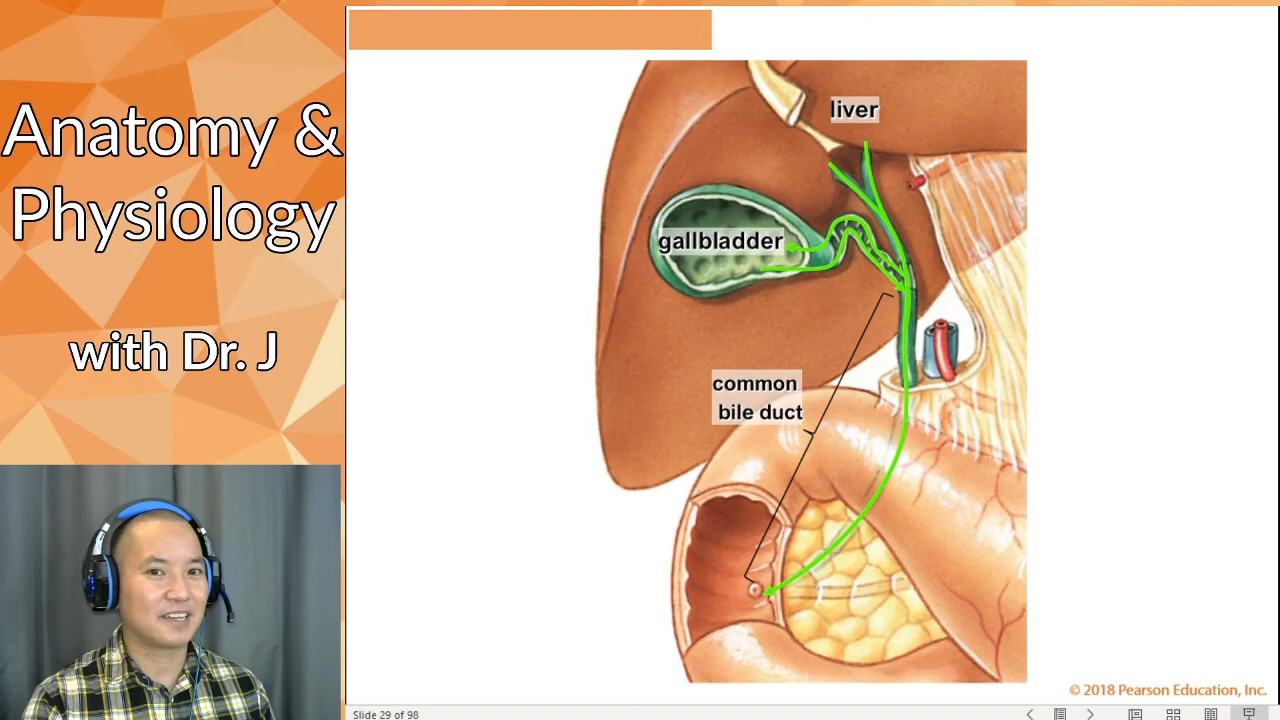 Anatomy &
Physiology
with Dr. J
liver
gallbladder
common
bile duct
© 2018 Pearson Education, Inc.
Slide 29 of 98